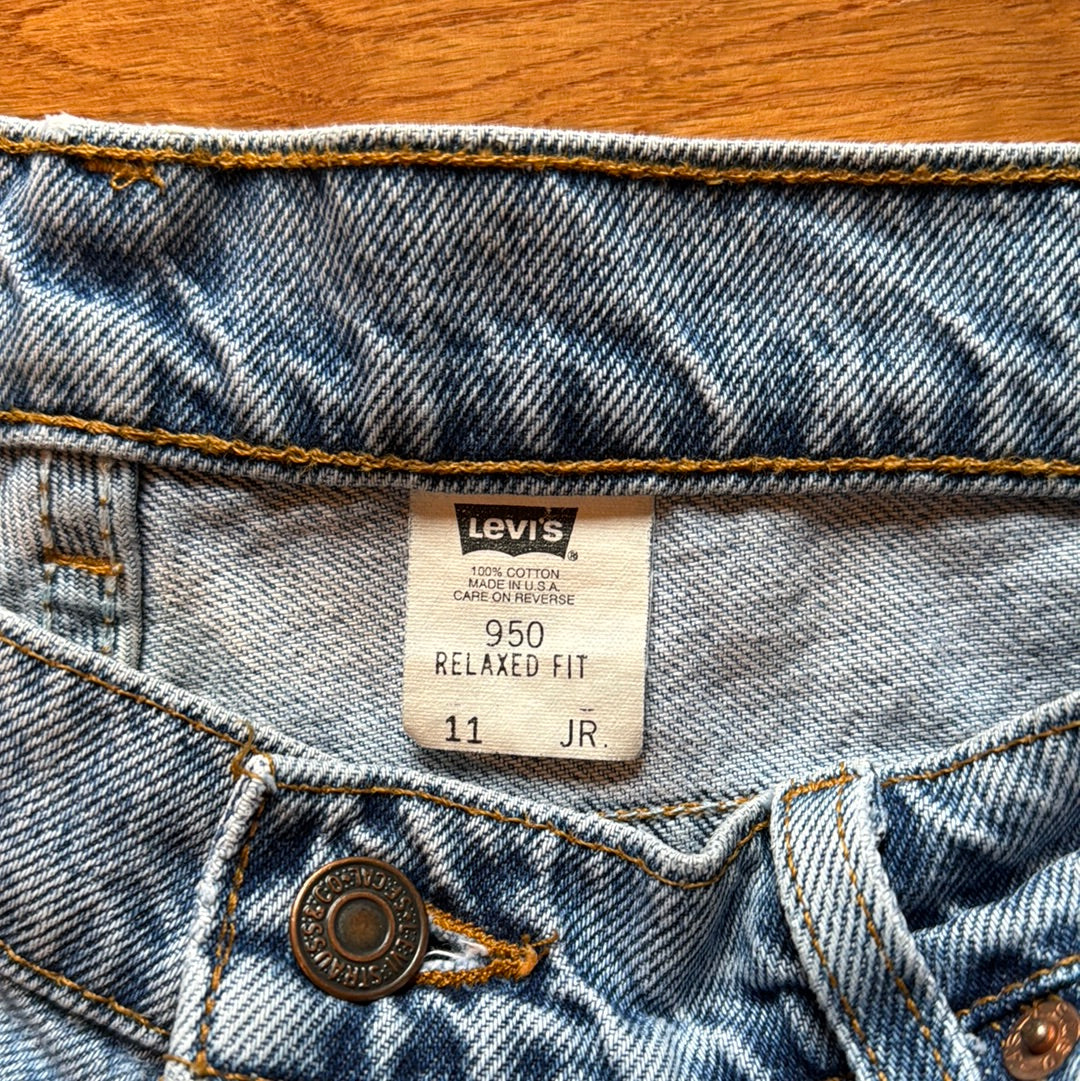 LEVI'S
®
100% COTTON
MADE IN U.S.A.
CARE ON REVERSE
950
RELAXED FIT
11 JR.